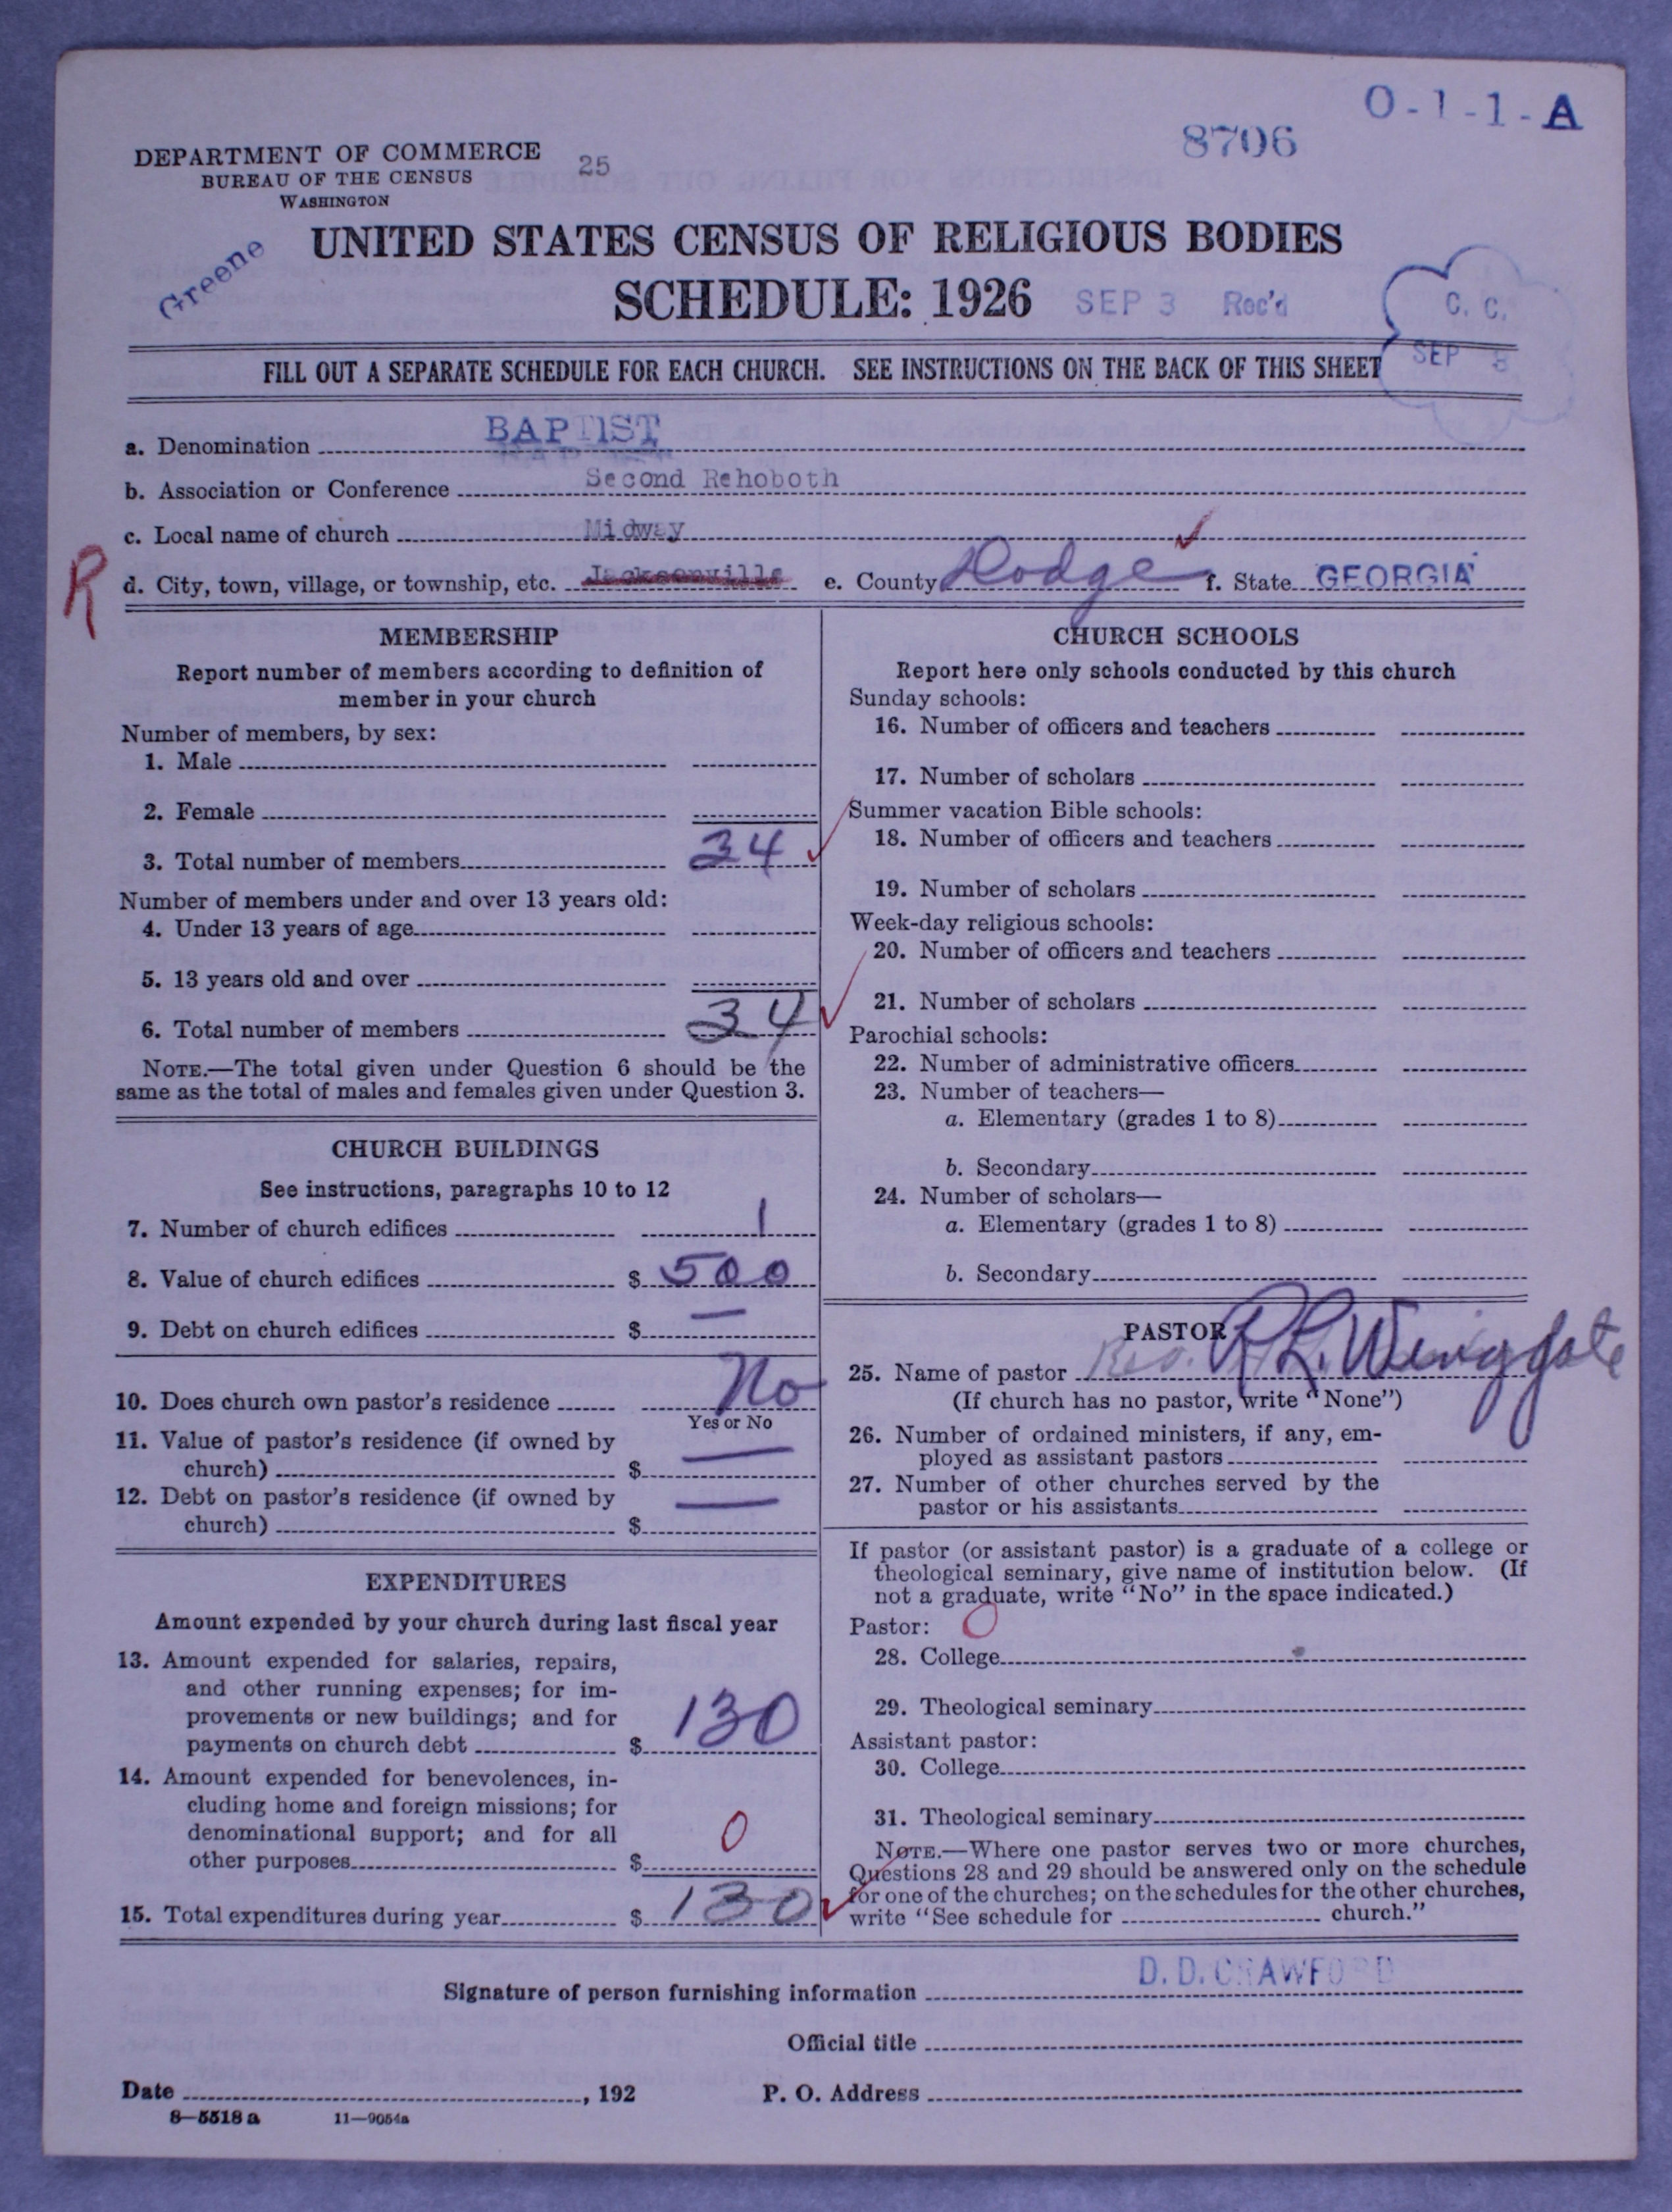 O-1-1-A
8706
DEPARTMENT OF COMMERCE
BUREAU OF THE CENSUS
WASHINGTON
25
Greene
UNITED STATES CENSUS OF RELIGIOUS BODIES
SCHEDULE: 1926
SEP 3 Rec'd
C. C.
SEP 8
FILL OUT A SEPARATE SCHEDULE FOR EACH CHURCH. SEE INSTRUCTIONS ON THE BACK OF THIS SHEET
a. Denomination BAPTIST
b. Association or Conference Second Rehoboth
c. Local name of church Midway
R
d. City, town, village, or township, etc. Jacksonville e. County Dodge f. State GEORGIA
MEMBERSHIP
Report number of members according to definition of
member in your church
Number of members, by sex:
1. Male
2. Female
3. Total number of members 34
Number of members under and over 13 years old:
4. Under 13 years of age
5. 13 years old and over
6. Total number of members 34
NOTE.—The total given under Question 6 should be the
same as the total of males and females given under Question 3.
CHURCH BUILDINGS
See instructions, paragraphs 10 to 12
7. Number of church edifices 1
8. Value of church edifices $ 500
9. Debt on church edifices $ —
10. Does church own pastor's residence No
Yes or No
11. Value of pastor's residence (if owned by
church) $ —
12. Debt on pastor's residence (if owned by
church) $ —
EXPENDITURES
Amount expended by your church during last fiscal year
13. Amount expended for salaries, repairs,
and other running expenses; for im-
provements or new buildings; and for
payments on church debt $ 130
14. Amount expended for benevolences, in-
cluding home and foreign missions; for
denominational support; and for all
other purposes $ 0
15. Total expenditures during year $ 130
CHURCH SCHOOLS
Report here only schools conducted by this church
Sunday schools:
16. Number of officers and teachers
17. Number of scholars
Summer vacation Bible schools:
18. Number of officers and teachers
19. Number of scholars
Week-day religious schools:
20. Number of officers and teachers
21. Number of scholars
Parochial schools:
22. Number of administrative officers
23. Number of teachers—
a. Elementary (grades 1 to 8)
b. Secondary
24. Number of scholars—
a. Elementary (grades 1 to 8)
b. Secondary
PASTOR
25. Name of pastor Rev. R. L. Winggate
(If church has no pastor, write "None")
26. Number of ordained ministers, if any, em-
ployed as assistant pastors
27. Number of other churches served by the
pastor or his assistants
If pastor (or assistant pastor) is a graduate of a college or
theological seminary, give name of institution below. (If
not a graduate, write "No" in the space indicated.)
Pastor: 0
28. College
29. Theological seminary
Assistant pastor:
30. College
31. Theological seminary
NOTE.—Where one pastor serves two or more churches,
Questions 28 and 29 should be answered only on the schedule
for one of the churches; on the schedules for the other churches,
write "See schedule for church."
Signature of person furnishing information D. D. CRAWFORD
Official title
Date , 192 P. O. Address
8—5518 a 11—9054a